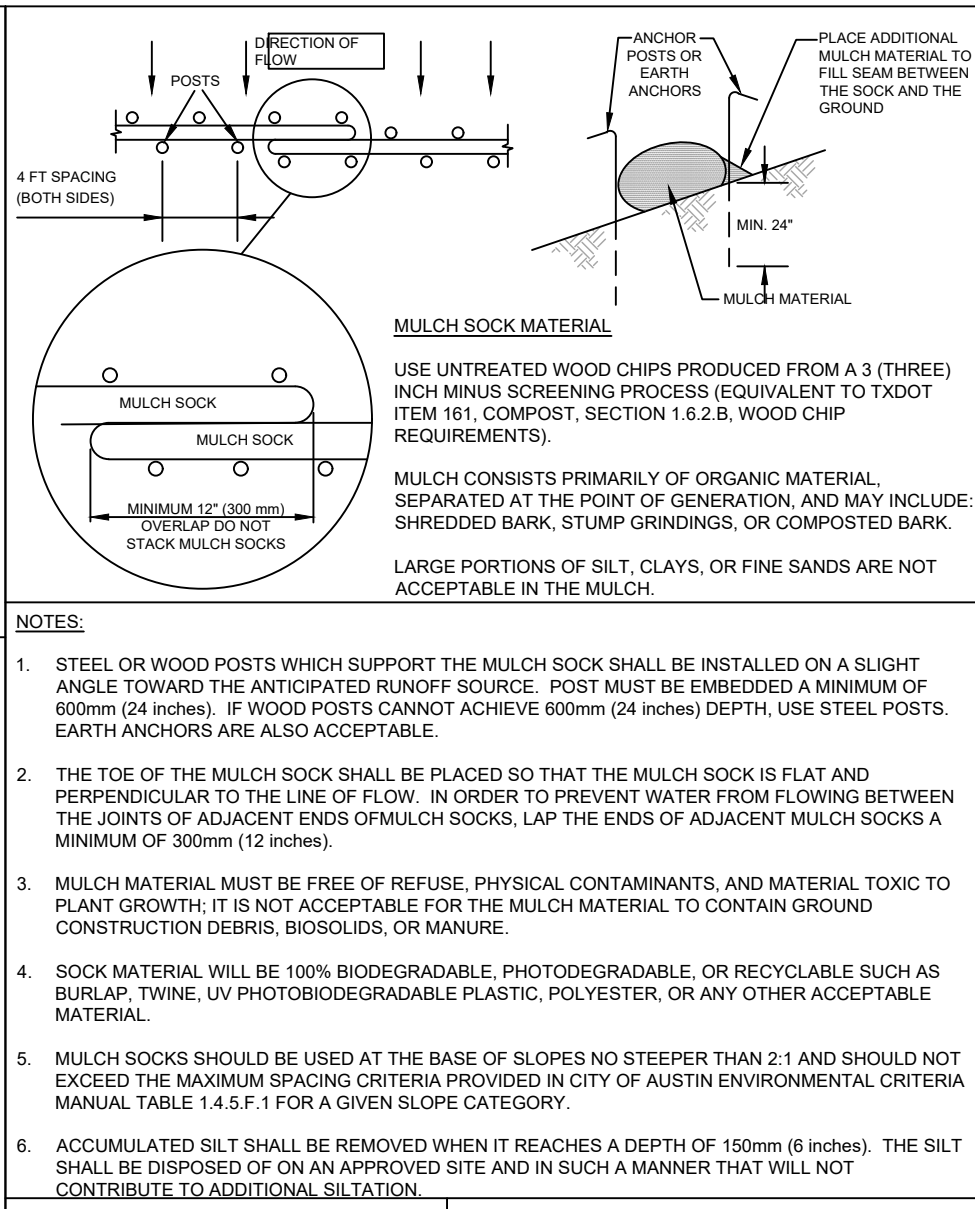 DIRECTION OF
FLOW
POSTS
4 FT SPACING
(BOTH SIDES)
ANCHOR
POSTS OR
EARTH
ANCHORS
PLACE ADDITIONAL
MULCH MATERIAL TO
FILL SEAM BETWEEN
THE SOCK AND THE
GROUND
MIN. 24"
MULCH MATERIAL
MULCH SOCK
MULCH SOCK
MINIMUM 12" (300 mm)
OVERLAP DO NOT
STACK MULCH SOCKS
MULCH SOCK MATERIAL
USE UNTREATED WOOD CHIPS PRODUCED FROM A 3 (THREE)
INCH MINUS SCREENING PROCESS (EQUIVALENT TO TXDOT
ITEM 161, COMPOST, SECTION 1.6.2.B, WOOD CHIP
REQUIREMENTS).
MULCH CONSISTS PRIMARILY OF ORGANIC MATERIAL,
SEPARATED AT THE POINT OF GENERATION, AND MAY INCLUDE:
SHREDDED BARK, STUMP GRINDINGS, OR COMPOSTED BARK.
LARGE PORTIONS OF SILT, CLAYS, OR FINE SANDS ARE NOT
ACCEPTABLE IN THE MULCH.
NOTES:
1. STEEL OR WOOD POSTS WHICH SUPPORT THE MULCH SOCK SHALL BE INSTALLED ON A SLIGHT
ANGLE TOWARD THE ANTICIPATED RUNOFF SOURCE. POST MUST BE EMBEDDED A MINIMUM OF
600mm (24 inches). IF WOOD POSTS CANNOT ACHIEVE 600mm (24 inches) DEPTH, USE STEEL POSTS.
EARTH ANCHORS ARE ALSO ACCEPTABLE.
2. THE TOE OF THE MULCH SOCK SHALL BE PLACED SO THAT THE MULCH SOCK IS FLAT AND
PERPENDICULAR TO THE LINE OF FLOW. IN ORDER TO PREVENT WATER FROM FLOWING BETWEEN
THE JOINTS OF ADJACENT ENDS OFMULCH SOCKS, LAP THE ENDS OF ADJACENT MULCH SOCKS A
MINIMUM OF 300mm (12 inches).
3. MULCH MATERIAL MUST BE FREE OF REFUSE, PHYSICAL CONTAMINANTS, AND MATERIAL TOXIC TO
PLANT GROWTH; IT IS NOT ACCEPTABLE FOR THE MULCH MATERIAL TO CONTAIN GROUND
CONSTRUCTION DEBRIS, BIOSOLIDS, OR MANURE.
4. SOCK MATERIAL WILL BE 100% BIODEGRADABLE, PHOTODEGRADABLE, OR RECYCLABLE SUCH AS
BURLAP, TWINE, UV PHOTOBIODEGRADABLE PLASTIC, POLYESTER, OR ANY OTHER ACCEPTABLE
MATERIAL.
5. MULCH SOCKS SHOULD BE USED AT THE BASE OF SLOPES NO STEEPER THAN 2:1 AND SHOULD NOT
EXCEED THE MAXIMUM SPACING CRITERIA PROVIDED IN CITY OF AUSTIN ENVIRONMENTAL CRITERIA
MANUAL TABLE 1.4.5.F.1 FOR A GIVEN SLOPE CATEGORY.
6. ACCUMULATED SILT SHALL BE REMOVED WHEN IT REACHES A DEPTH OF 150mm (6 inches). THE SILT
SHALL BE DISPOSED OF ON AN APPROVED SITE AND IN SUCH A MANNER THAT WILL NOT
CONTRIBUTE TO ADDITIONAL SILTATION.